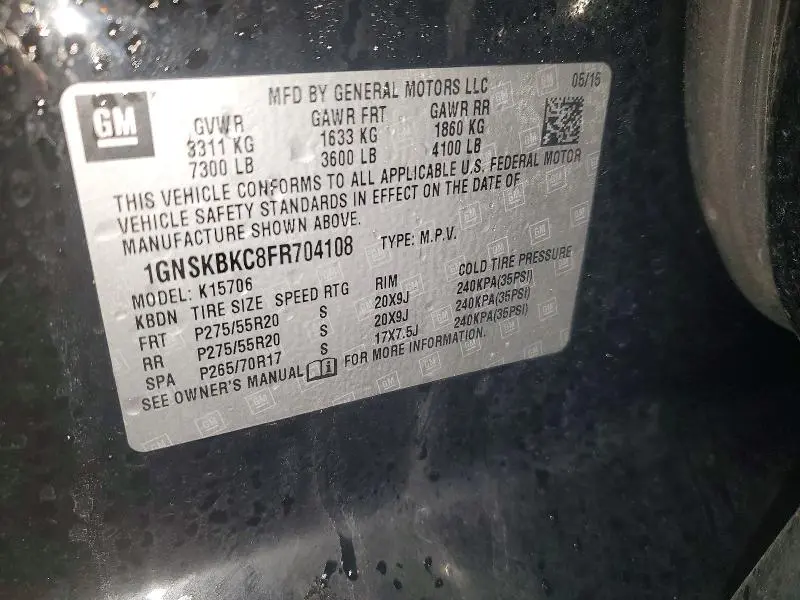 GM
MFD BY GENERAL MOTORS LLC 05/15
GVWR GAWR FRT GAWR RR
3311 KG 1633 KG 1860 KG
7300 LB 3600 LB 4100 LB
THIS VEHICLE CONFORMS TO ALL APPLICABLE U.S. FEDERAL MOTOR
VEHICLE SAFETY STANDARDS IN EFFECT ON THE DATE OF
MANUFACTURE SHOWN ABOVE.
1GNSKBKC8FR704108 TYPE: M.P.V.
MODEL: K15706
KBDN TIRE SIZE SPEED RTG RIM COLD TIRE PRESSURE
FRT P275/55R20 S 20X9J 240KPA(35PSI)
RR P275/55R20 S 20X9J 240KPA(35PSI)
SPA P265/70R17 S 17X7.5J 240KPA(35PSI)
SEE OWNER'S MANUAL FOR MORE INFORMATION.